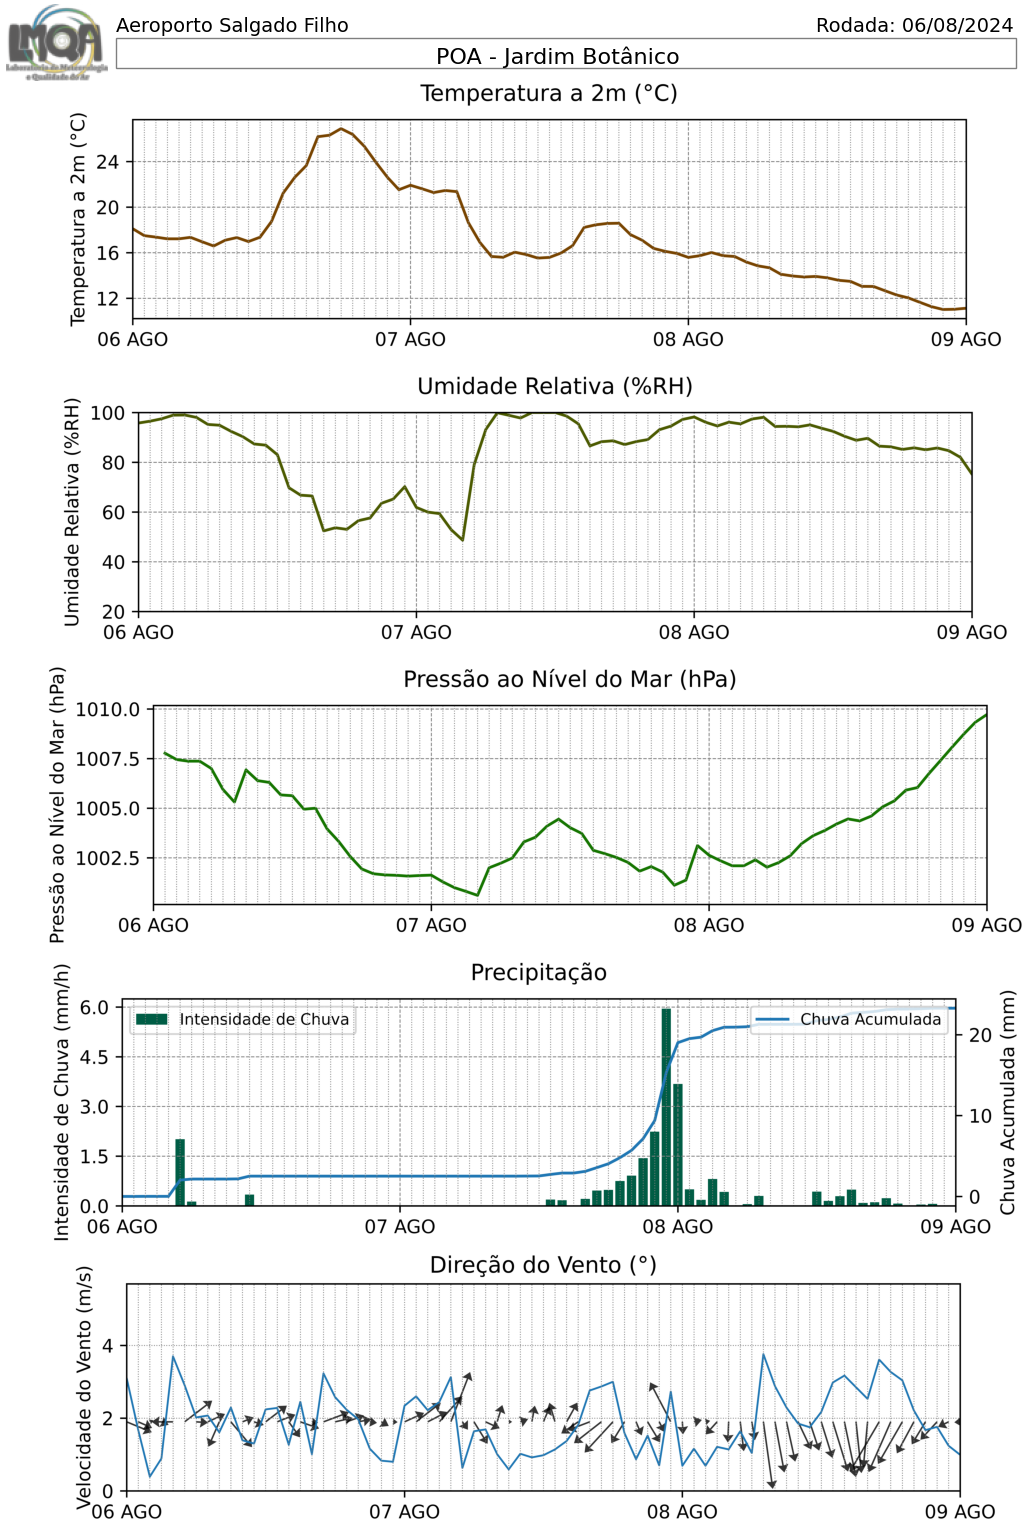 LMQA
Laboratório de Meteorologia
e Qualidade do Ar
Aeroporto Salgado Filho
Rodada: 06/08/2024
POA - Jardim Botânico
Temperatura a 2m (°C)
Temperatura a 2m (°C)
24
20
16
12
06 AGO 07 AGO 08 AGO 09 AGO
Umidade Relativa (%RH)
Umidade Relativa (%RH)
100
80
60
40
20
06 AGO 07 AGO 08 AGO 09 AGO
Pressão ao Nível do Mar (hPa)
Pressão ao Nível do Mar (hPa)
1010.0
1007.5
1005.0
1002.5
06 AGO 07 AGO 08 AGO 09 AGO
Precipitação
Intensidade de Chuva (mm/h)
6.0
4.5
3.0
1.5
0.0
Intensidade de Chuva
Chuva Acumulada
20
10
0
Chuva Acumulada (mm)
06 AGO 07 AGO 08 AGO 09 AGO
Direção do Vento (°)
Velocidade do Vento (m/s)
4
2
0
06 AGO 07 AGO 08 AGO 09 AGO